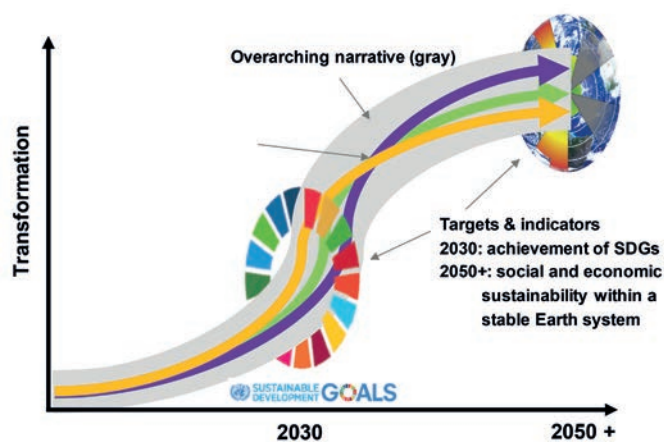 Overarching narrative (gray)
Transformation
Targets & indicators
2030: achievement of SDGs
2050+: social and economic
sustainability within a
stable Earth system
SUSTAINABLE
DEVELOPMENT
GOALS
2030
2050 +